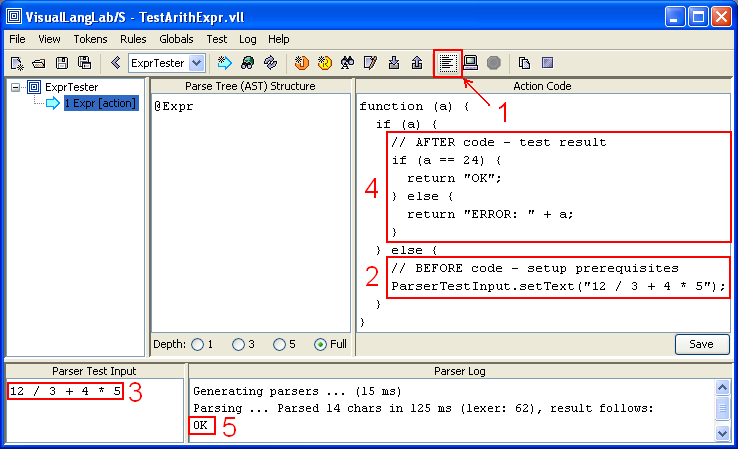 VisualLangLab/S - TestArithExpr.vll
File View Tokens Rules Globals Test Log Help
ExprTester
ExprTester
1 Expr [action]
Parse Tree (AST) Structure
@Expr
Depth: 1 3 5 Full
Action Code
1
function (a) {
if (a) {
// AFTER code - test result
if (a == 24) {
return "OK";
} else {
return "ERROR: " + a;
}
4
} else {
// BEFORE code - setup prerequisites
ParserTestInput.setText("12 / 3 + 4 * 5");
2
}
}
Save
Parser Test Input
12 / 3 + 4 * 5
3
Parser Log
Generating parsers ... (15 ms)
Parsing ... Parsed 14 chars in 125 ms (lexer: 62), result follows:
OK
5